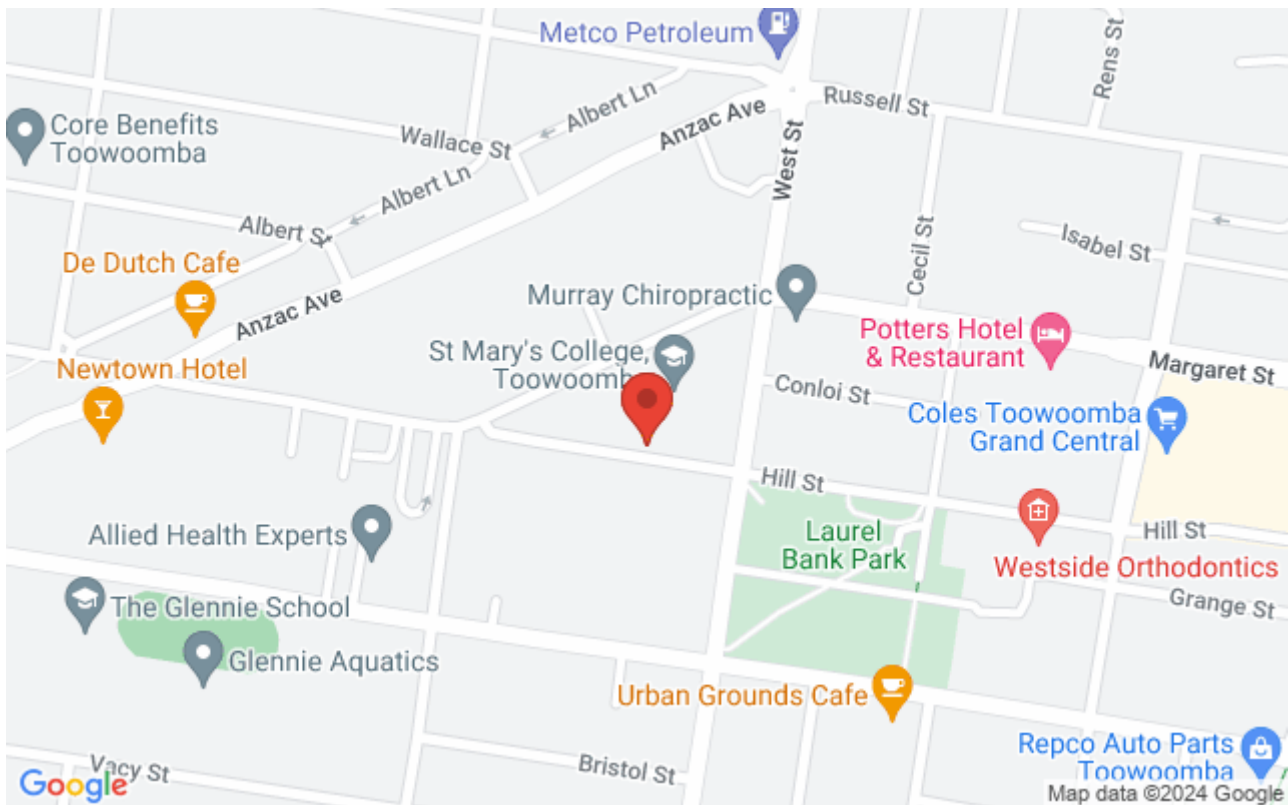 Metco Petroleum
Rens St
Albert Ln
Russell St
Core Benefits
Toowoomba
Wallace St
Anzac Ave
West St
Albert Ln
Albert S
Cecil St
Isabel St
De Dutch Cafe
Anzac Ave
Murray Chiropractic
Potters Hotel
& Restaurant
St Mary's College,
Toowoomb
Margaret St
Newtown Hotel
Conloi St
Coles Toowoomba
Grand Central
Hill St
Allied Health Experts
Laurel
Bank Park
Hill St
Westside Orthodontics
The Glennie School
Grange St
Glennie Aquatics
Urban Grounds Cafe
Repco Auto Parts
Toowoomba
Vacy St
Bristol St
Google
Map data ©2024 Google